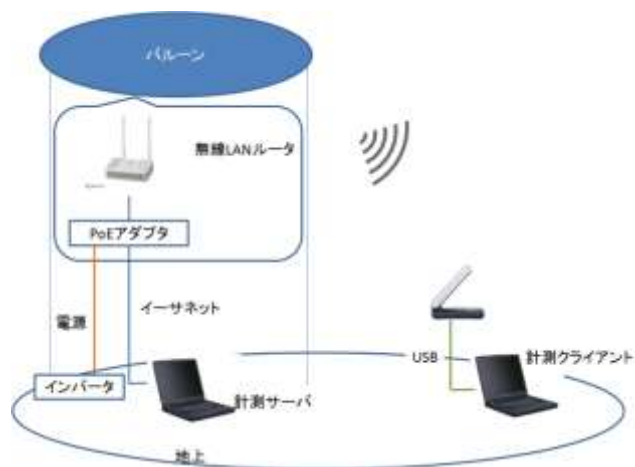 バルーン
無線LANルータ
PoEアダプタ
電源
イーサネット
インバータ
計測サーバ
USB
計測クライアント
地上